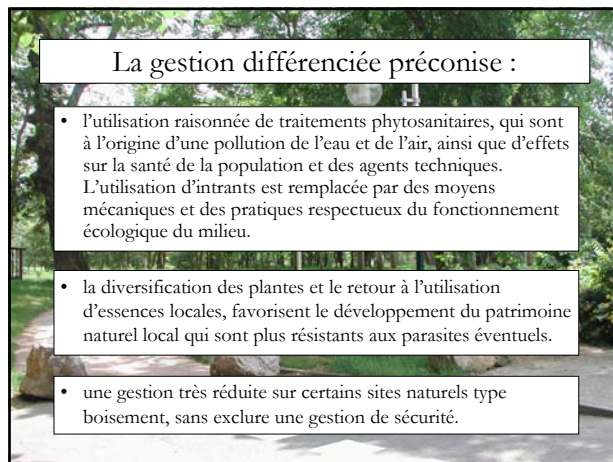 La gestion différenciée préconise :
• l'utilisation raisonnée de traitements phytosanitaires, qui sont
à l'origine d'une pollution de l'eau et de l'air, ainsi que d'effets
sur la santé de la population et des agents techniques.
L'utilisation d'intrants est remplacée par des moyens
mécaniques et des pratiques respectueux du fonctionnement
écologique du milieu.
• la diversification des plantes et le retour à l'utilisation
d'essences locales, favorisent le développement du patrimoine
naturel local qui sont plus résistants aux parasites éventuels.
• une gestion très réduite sur certains sites naturels type
boisement, sans exclure une gestion de sécurité.